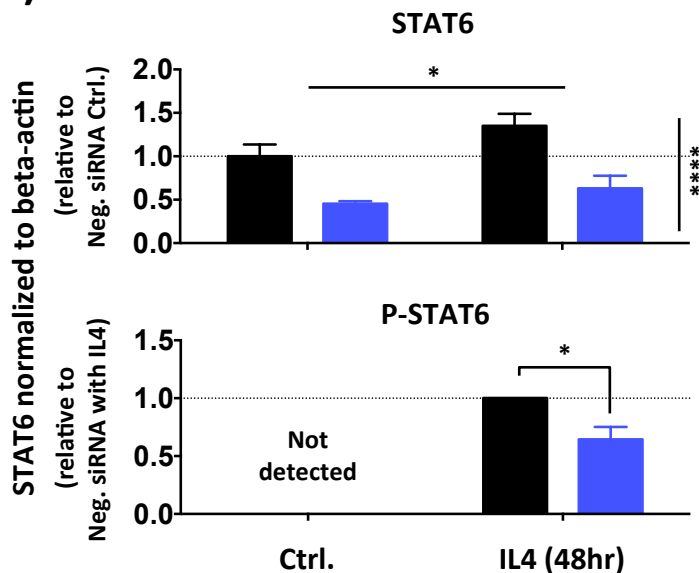 )
STAT6
STAT6 normalized to beta-actin
(relative to
Neg. siRNA Ctrl.)
2.0
1.5
1.0
0.5
0.0
*
****
P-STAT6
(relative to
Neg. siRNA with IL4)
1.5
1.0
0.5
0.0
Not
detected
*
Ctrl.
IL4 (48hr)